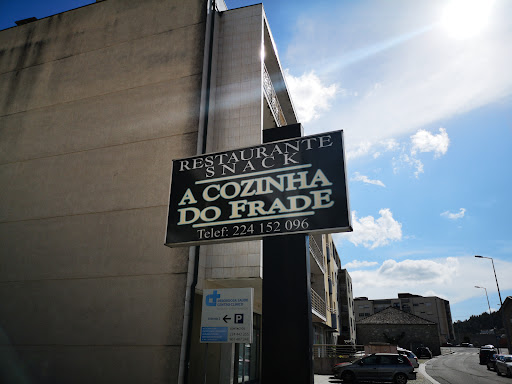 RESTAURANTE
SNACK
A COZINHA
DO FRADE
Telef: 224 152 096
P